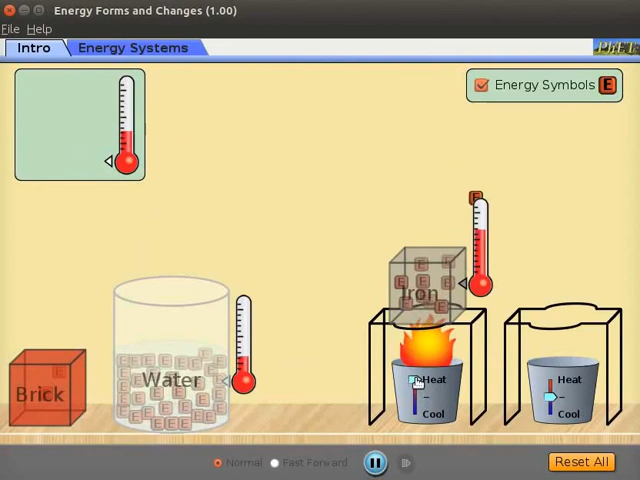 Energy Forms and Changes (1.00)
File Help
Intro Energy Systems PhET
Energy Symbols E
Iron
Water
Brick
Heat
Cool
Heat
Cool
Normal Fast Forward Reset All